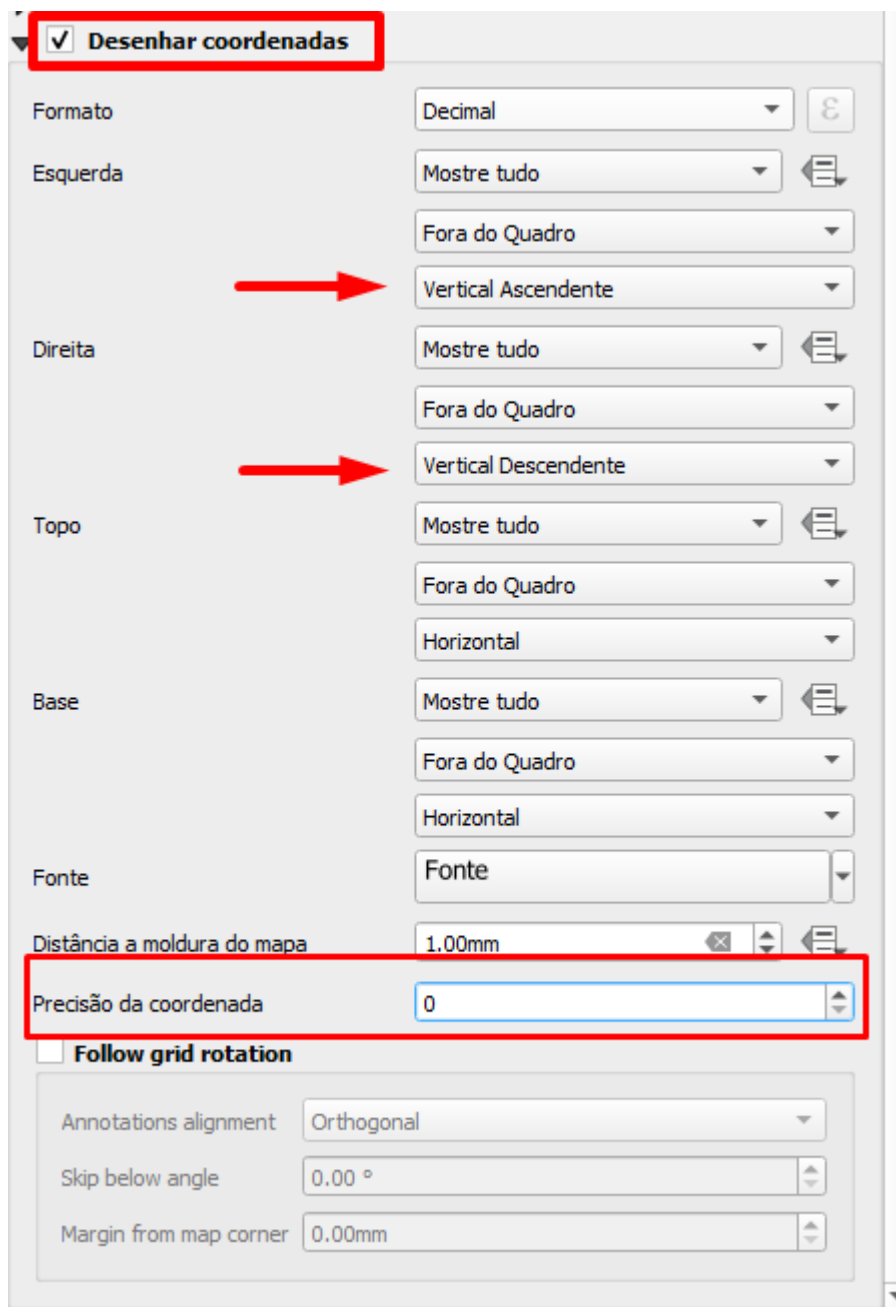 Desenhar coordenadas
Formato Decimal ε
Esquerda Mostre tudo
Fora do Quadro
Vertical Ascendente
Direita Mostre tudo
Fora do Quadro
Vertical Descendente
Topo Mostre tudo
Fora do Quadro
Horizontal
Base Mostre tudo
Fora do Quadro
Horizontal
Fonte Fonte
Distância a moldura do mapa 1.00mm
Precisão da coordenada 0
Follow grid rotation
Annotations alignment Orthogonal
Skip below angle 0.00 °
Margin from map corner 0.00mm